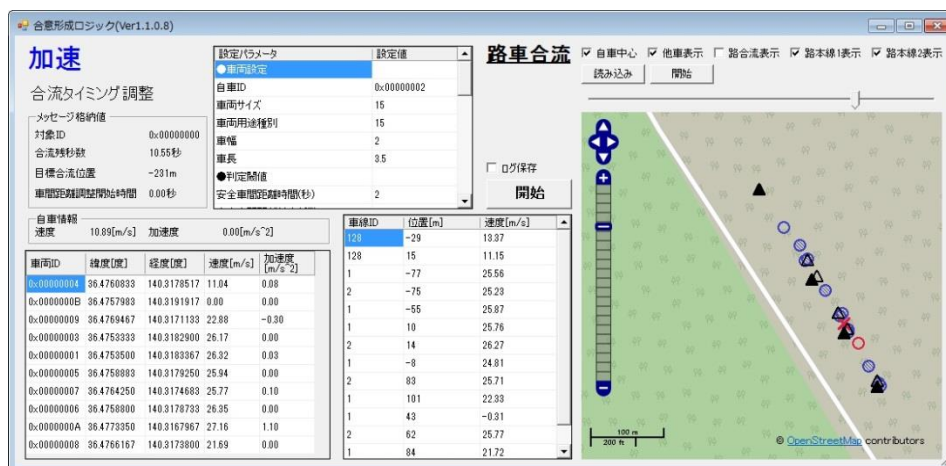 合意形成ロジック(Ver1.1.0.8)
加速
合流タイミング調整
メッセージ格納値
対象ID 0x00000000
合流残秒数 10.55秒
目標合流位置 -231m
車間距離調整開始時間 0.00秒
設定パラメータ 設定値
●車両設定
自車ID 0x00000002
車両サイズ 15
車両用途種別 15
車幅 2
車長 3.5
●判定閾値
安全車間距離時間(秒) 2
路車合流
ログ保存
開始
自車中心 他車表示 路合流表示 路本線1表示 路本線2表示
読み込み 開始
自車情報
速度 10.89[m/s] 加速度 0.00[m/s^2]
車両ID 緯度[度] 経度[度] 速度[m/s] 加速度[m/s^2]
0x00000004 36.4760833 140.3178517 11.04 0.08
0x0000000B 36.4757983 140.3191917 0.00 0.00
0x00000009 36.4769467 140.3171133 22.88 -0.30
0x00000003 36.4753333 140.3182900 26.17 0.00
0x00000001 36.4753500 140.3183367 26.32 0.03
0x00000005 36.4758883 140.3179250 25.94 0.00
0x00000007 36.4764250 140.3174683 25.77 0.10
0x00000006 36.4758800 140.3178733 26.35 0.00
0x0000000A 36.4773350 140.3167967 27.16 1.10
0x00000008 36.4766167 140.3173800 21.69 0.00
車線ID 位置[m] 速度[m/s]
128 -29 13.37
128 15 11.15
1 -77 25.56
2 -75 25.23
1 -55 25.87
1 10 25.76
2 14 26.27
1 -8 24.81
2 83 25.71
1 101 22.33
1 43 -0.31
2 62 25.77
1 84 21.72
100 m
200 ft
© OpenStreetMap contributors